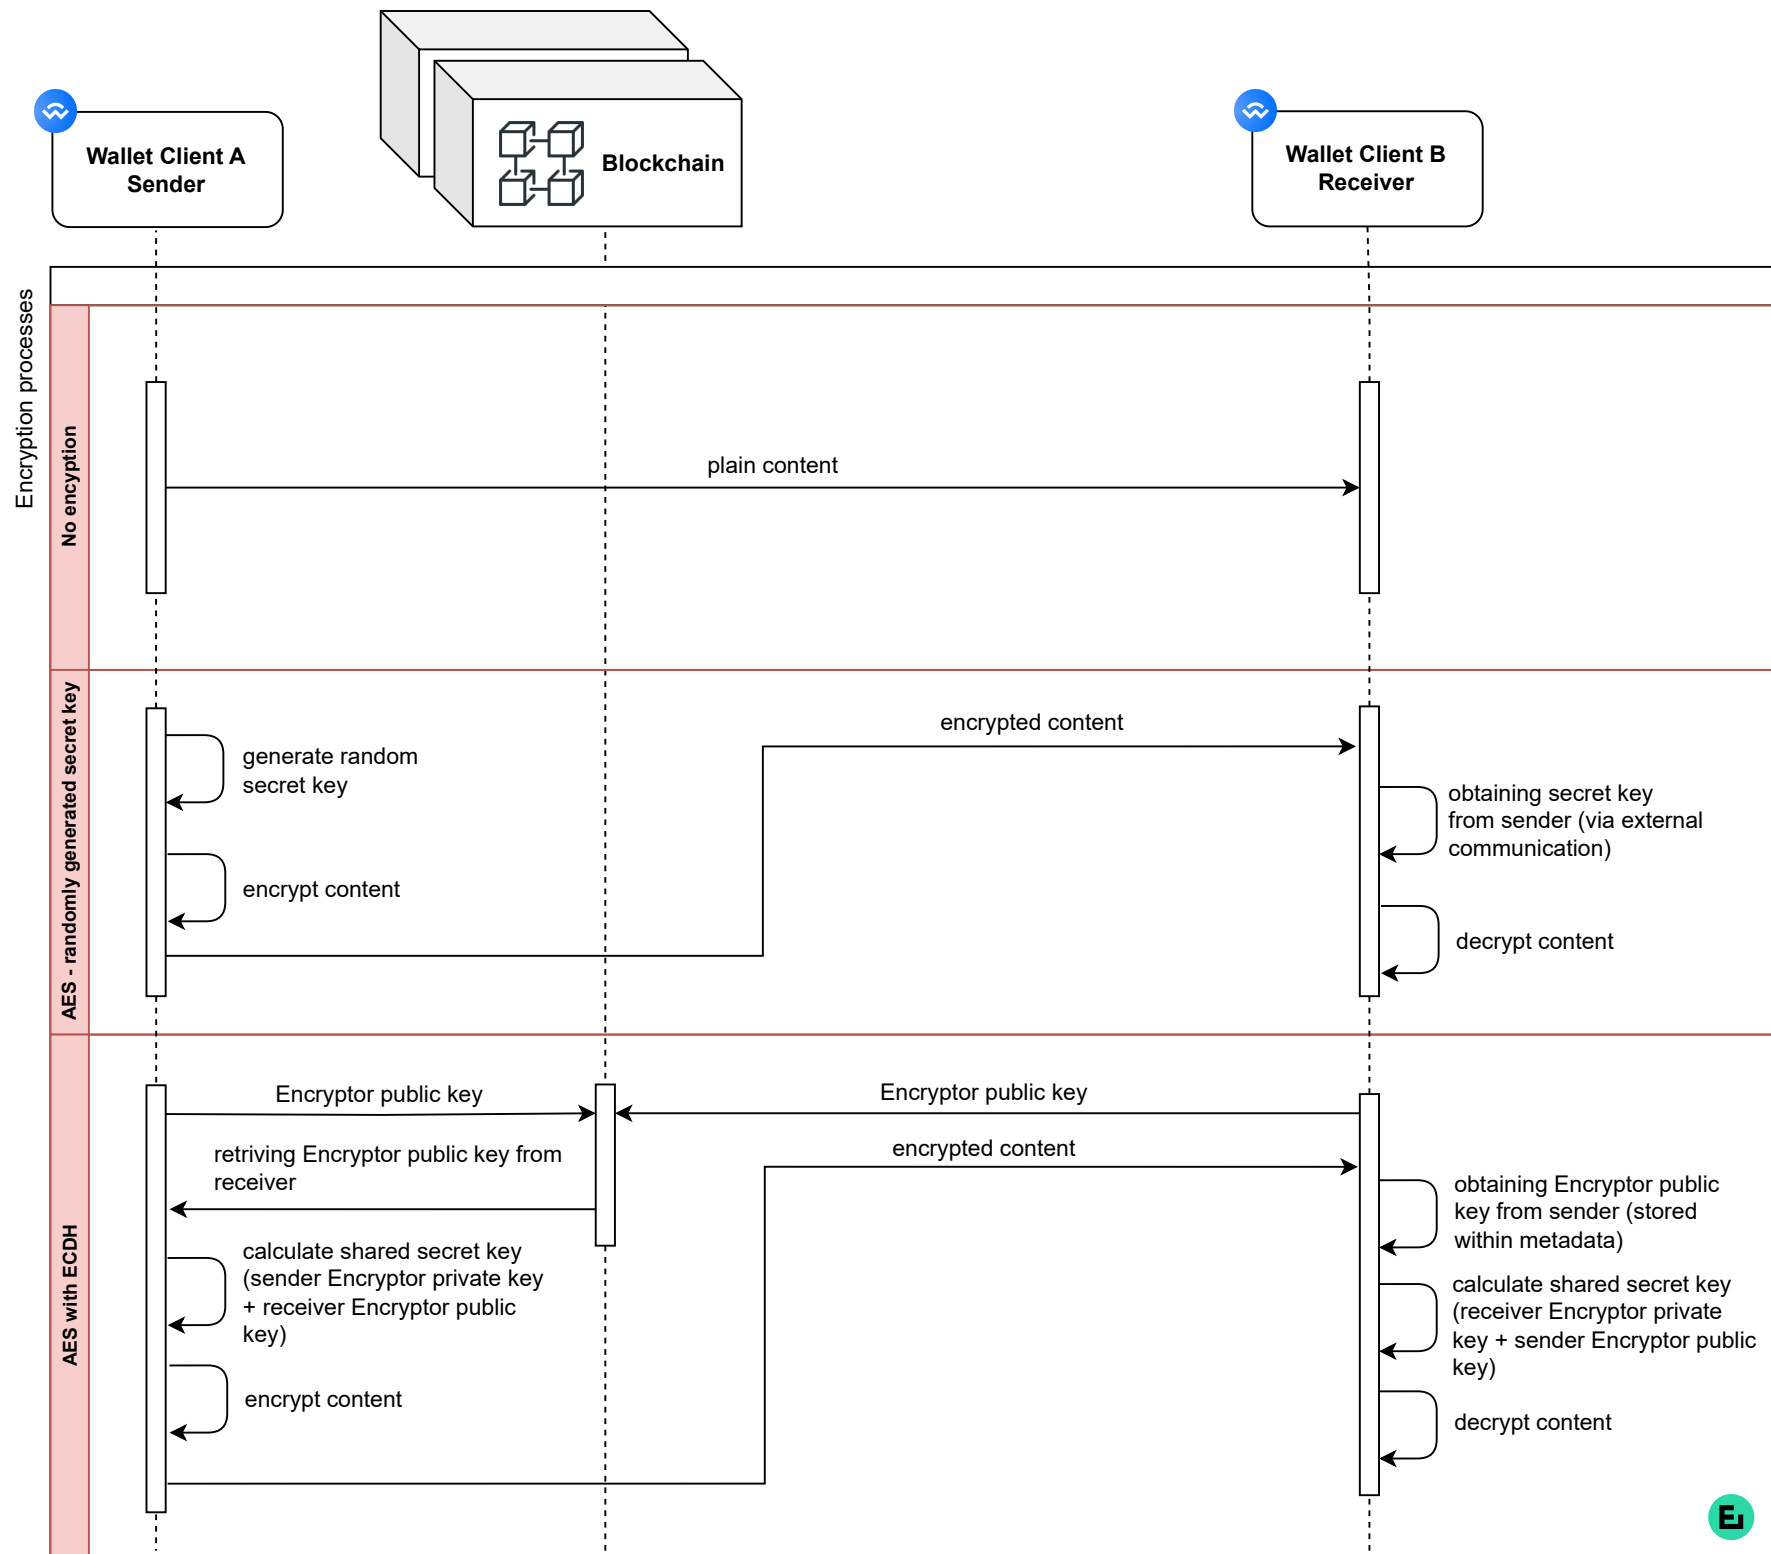 Wallet Client A
Sender
Blockchain
Wallet Client B
Receiver
Encryption processes
No encyption
plain content
AES - randomly generated secret key
generate random
secret key
encrypt content
encrypted content
obtaining secret key
from sender (via external
communication)
decrypt content
AES with ECDH
Encryptor public key
Encryptor public key
retriving Encryptor public key from
receiver
encrypted content
calculate shared secret key
(sender Encryptor private key
+ receiver Encryptor public
key)
encrypt content
obtaining Encryptor public
key from sender (stored
within metadata)
calculate shared secret key
(receiver Encryptor private
key + sender Encryptor public
key)
decrypt content